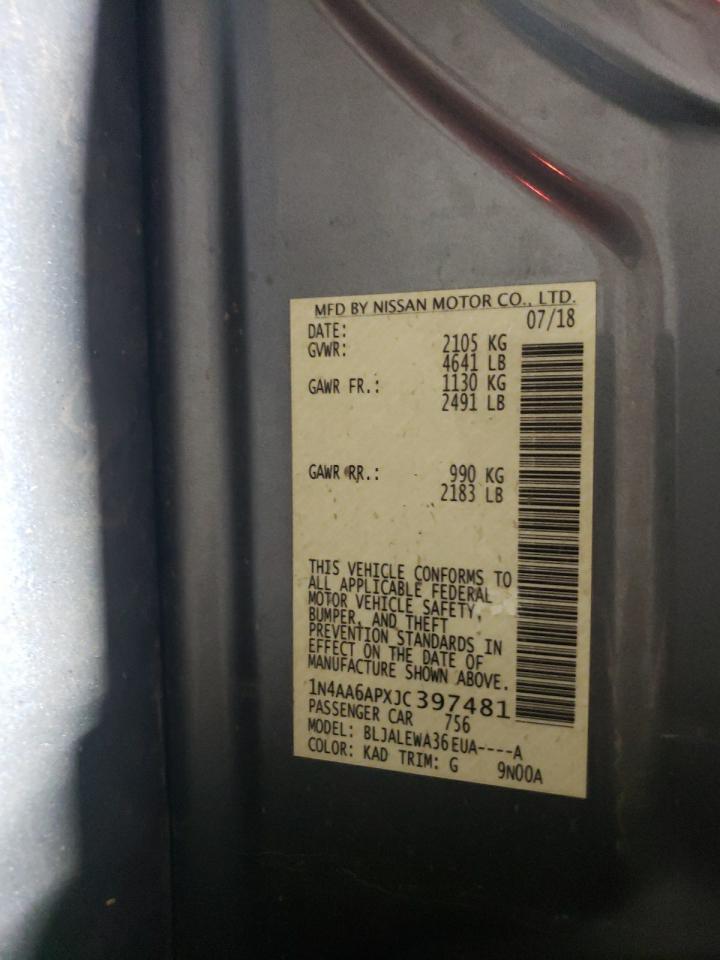 MFD BY NISSAN MOTOR CO., LTD.
DATE: 07/18
GVWR: 2105 KG
4641 LB
GAWR FR.: 1130 KG
2491 LB
GAWR RR.: 990 KG
2183 LB
THIS VEHICLE CONFORMS TO
ALL APPLICABLE FEDERAL
MOTOR VEHICLE SAFETY,
BUMPER, AND THEFT
PREVENTION STANDARDS IN
EFFECT ON THE DATE OF
MANUFACTURE SHOWN ABOVE.
1N4AA6APXJC397481
PASSENGER CAR 756
MODEL: BLJALEWA36EUA----A
COLOR: KAD TRIM: G 9N00A